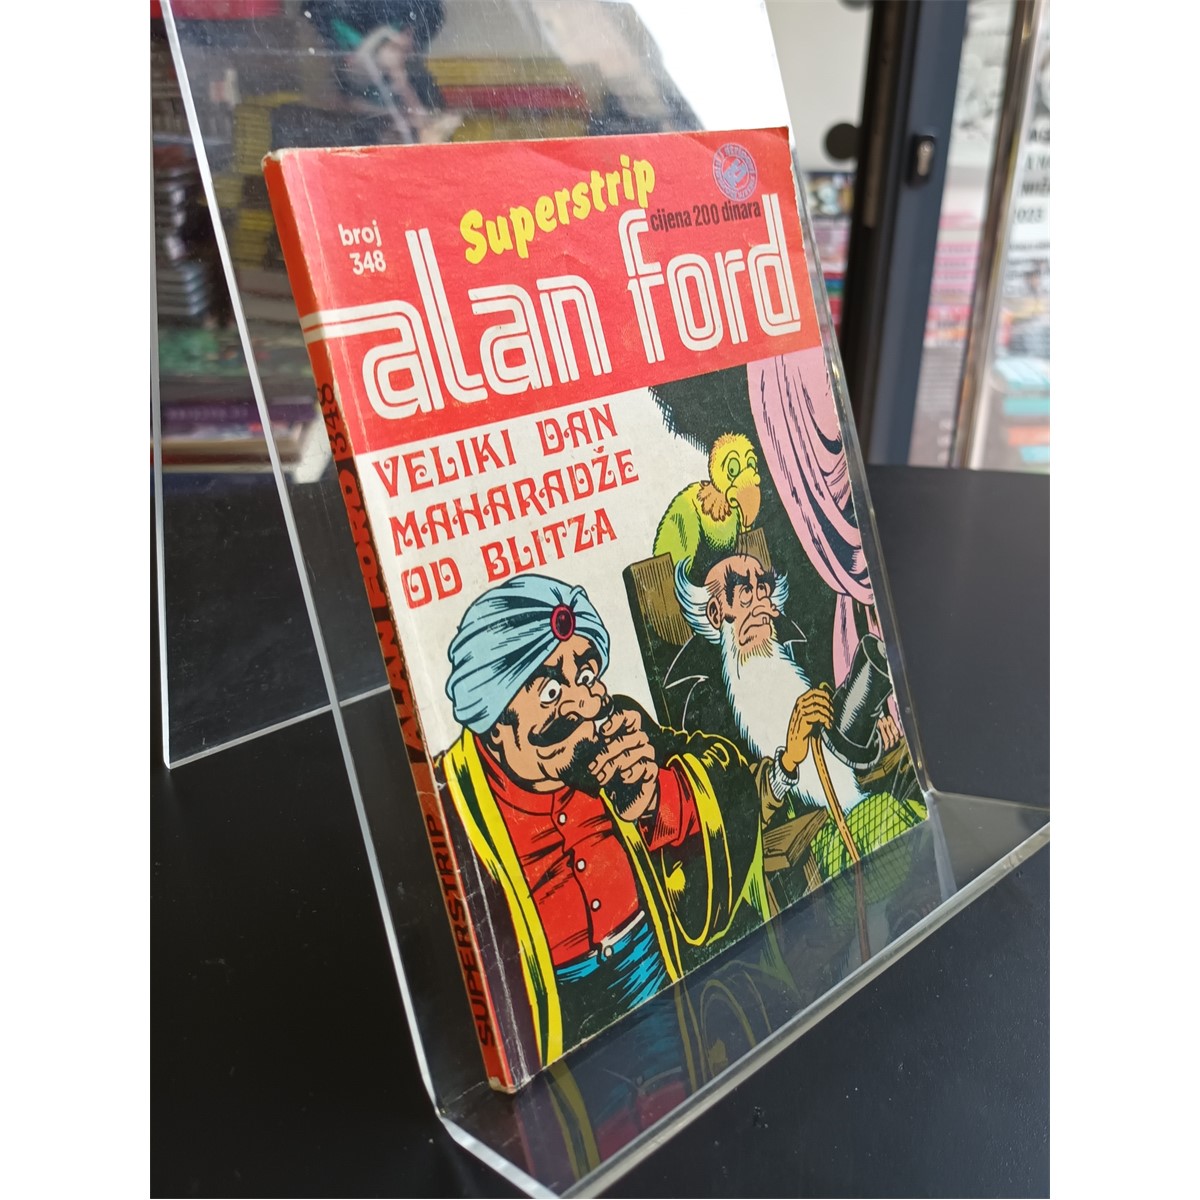 Superstrip
broj
348
cijena 200 dinara
alan ford
VELIKI DAN
MAHARADŽE
OD BLITZA
SUPERSTRIP ALAN FORD 348